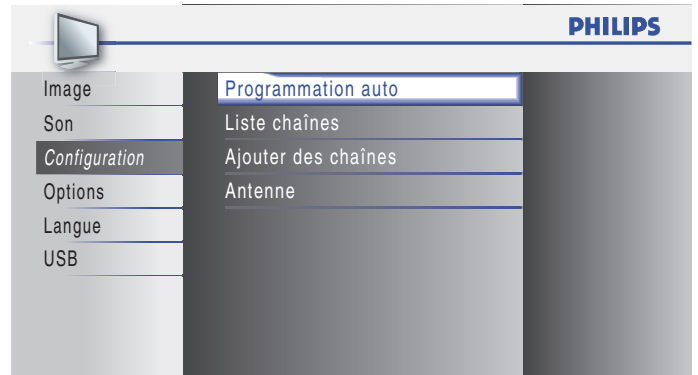 PHILIPS
Image
Son
Configuration
Options
Langue
USB
Programmation auto
Liste chaînes
Ajouter des chaînes
Antenne